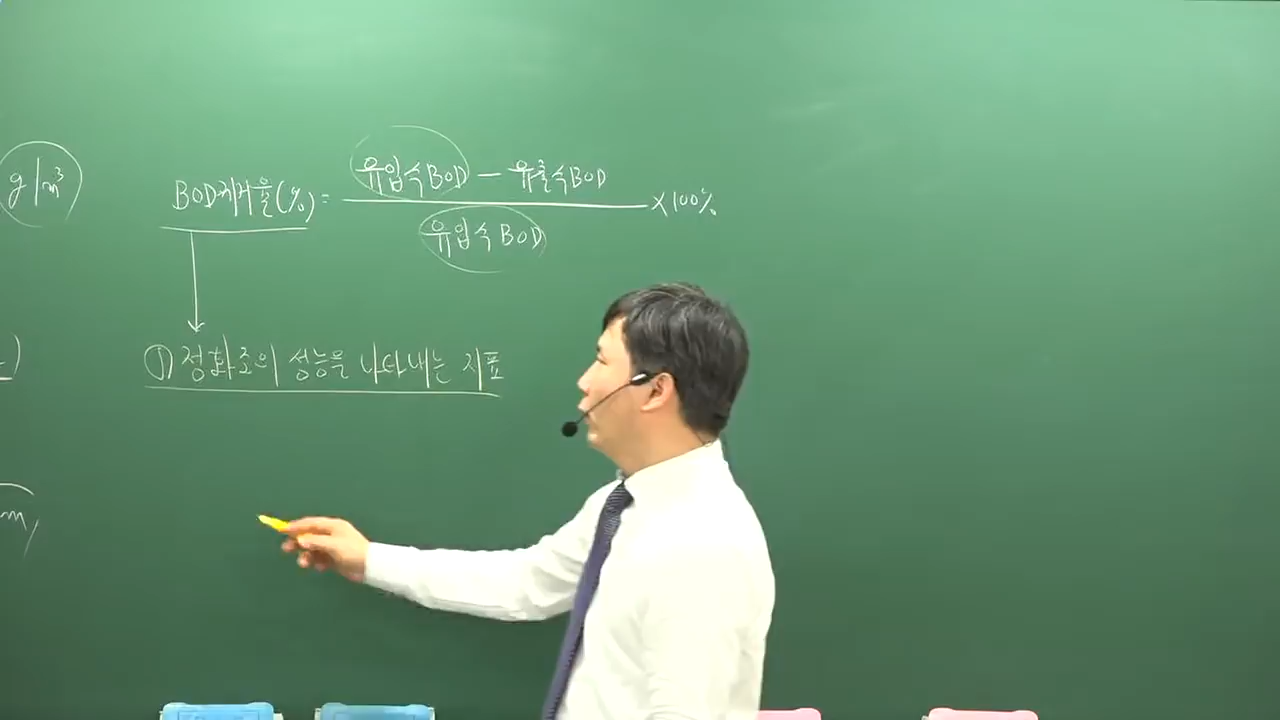 g/m³
BOD제거율(%) = 유입수BOD - 유출수BOD
유입수BOD
×100%
① 정화조의 성능을 나타내는 지표
m